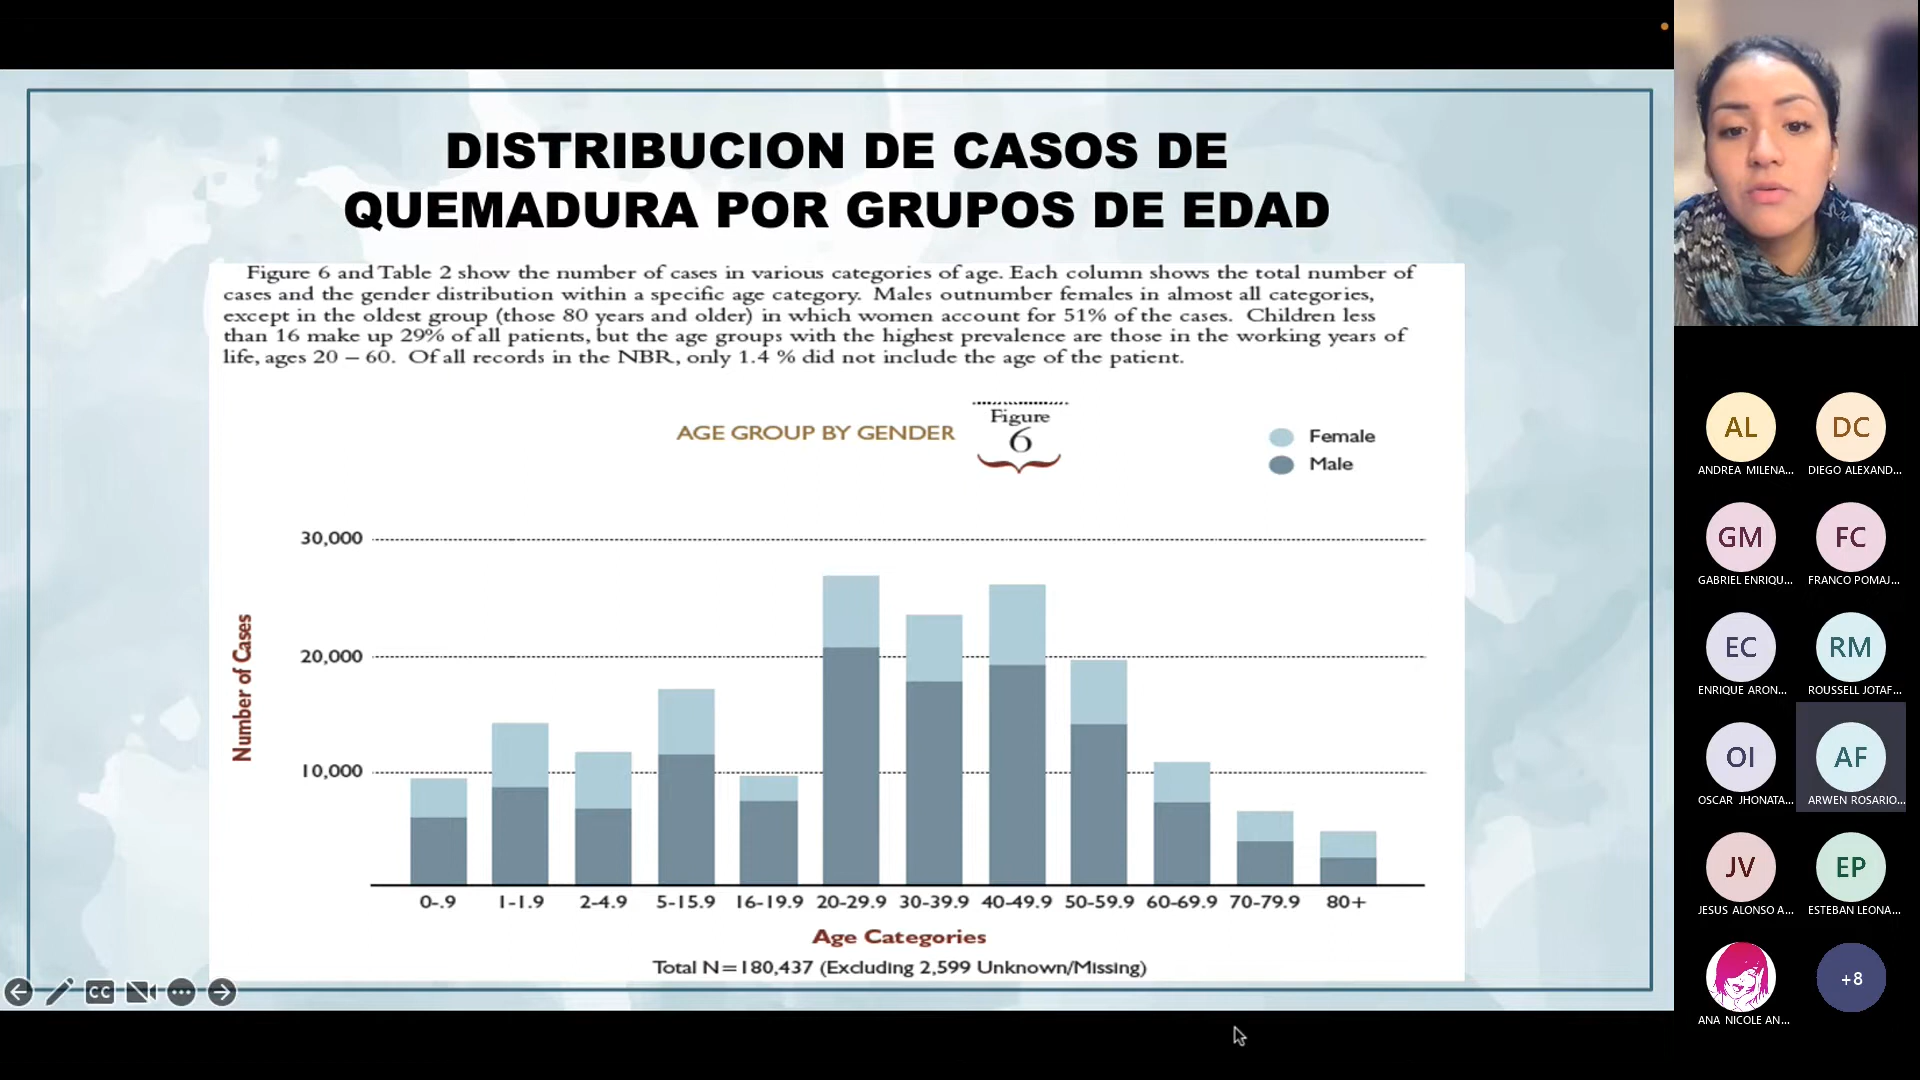 DISTRIBUCION DE CASOS DE
QUEMADURA POR GRUPOS DE EDAD
Figure 6 and Table 2 show the number of cases in various categories of age. Each column shows the total number of
cases and the gender distribution within a specific age category. Males outnumber females in almost all categories,
except in the oldest group (those 80 years and older) in which women account for 51% of the cases. Children less
than 16 make up 29% of all patients, but the age groups with the highest prevalence are those in the working years of
life, ages 20 – 60. Of all records in the NBR, only 1.4 % did not include the age of the patient.
AGE GROUP BY GENDER
Figure
6
Female
Male
30,000
20,000
10,000
Number of Cases
0-.9 1-1.9 2-4.9 5-15.9 16-19.9 20-29.9 30-39.9 40-49.9 50-59.9 60-69.9 70-79.9 80+
Age Categories
Total N=180,437 (Excluding 2,599 Unknown/Missing)
CC
AL DC
ANDREA MILENA... DIEGO ALEXAND...
GM FC
GABRIEL ENRIQU... FRANCO POMAJ...
EC RM
ENRIQUE ARON... ROUSSELL JOTAF...
OI AF
OSCAR JHONATA... ARWEN ROSARIO...
JV EP
JESUS ALONSO A... ESTEBAN LEONA...
+8
ANA NICOLE AN...